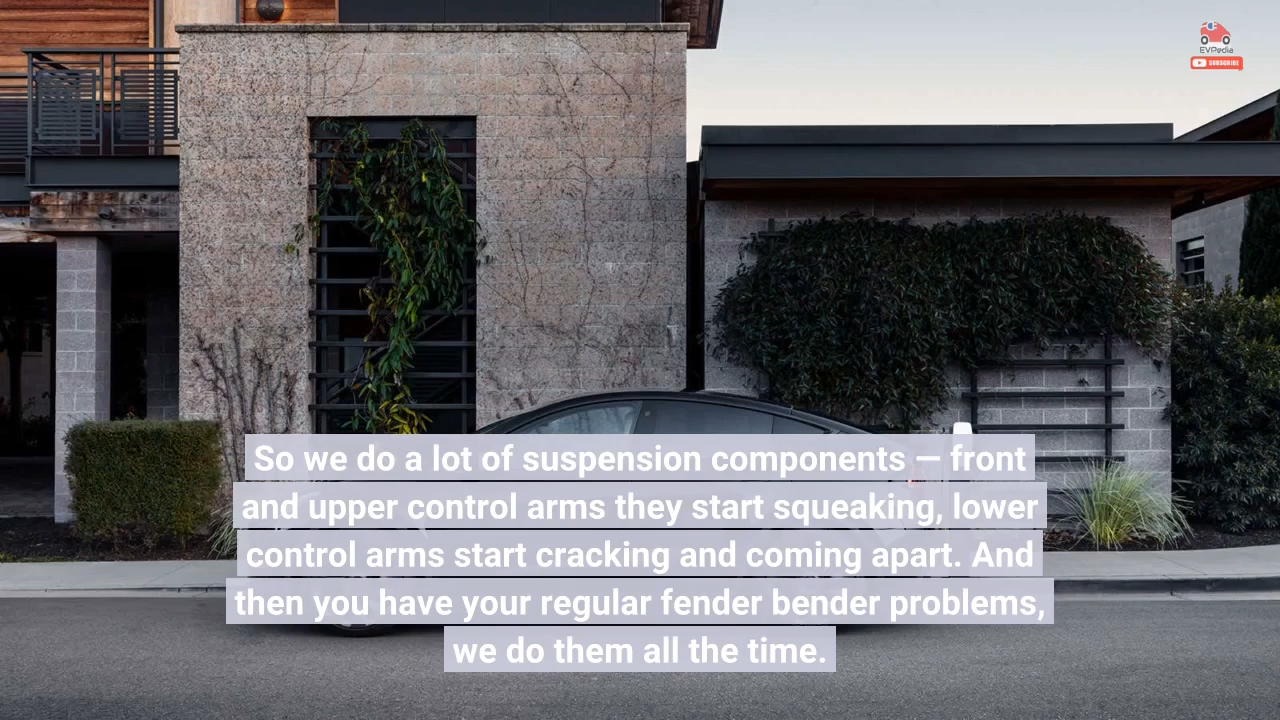 EVPedia
SUBSCRIBE
So we do a lot of suspension components — front
and upper control arms they start squeaking, lower
control arms start cracking and coming apart. And
then you have your regular fender bender problems,
we do them all the time.